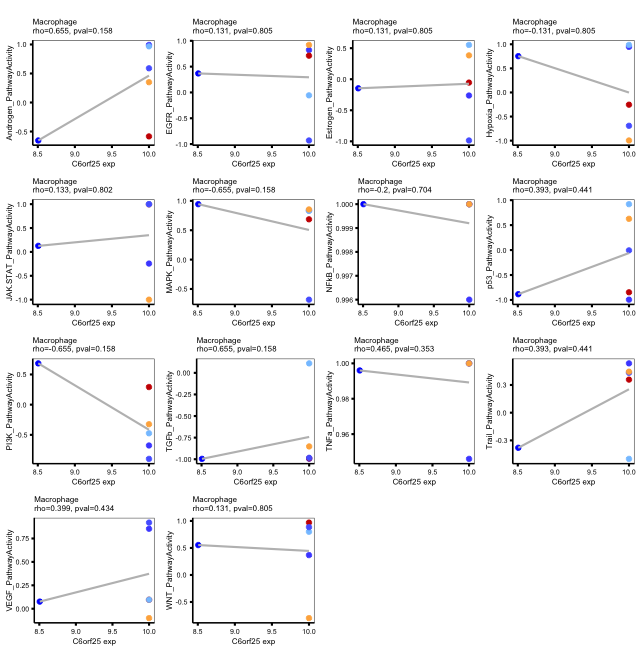 Macrophage
rho=0.655, pval=0.158
Androgen_PathwayActivity
1.0
0.5
0.0
-0.5
8.5 9.0 9.5 10.0
C6orf25 exp
Macrophage
rho=0.131, pval=0.805
EGFR_PathwayActivity
1.0
0.5
0.0
-0.5
-1.0
8.5 9.0 9.5 10.0
C6orf25 exp
Macrophage
rho=0.131, pval=0.805
Estrogen_PathwayActivity
0.5
0.0
-0.5
-1.0
8.5 9.0 9.5 10.0
C6orf25 exp
Macrophage
rho=-0.131, pval=0.805
Hypoxia_PathwayActivity
1.0
0.5
0.0
-0.5
-1.0
8.5 9.0 9.5 10.0
C6orf25 exp
Macrophage
rho=0.133, pval=0.802
JAK-STAT_PathwayActivity
1.0
0.5
0.0
-0.5
-1.0
8.5 9.0 9.5 10.0
C6orf25 exp
Macrophage
rho=-0.655, pval=0.158
MAPK_PathwayActivity
1.0
0.5
0.0
-0.5
8.5 9.0 9.5 10.0
C6orf25 exp
Macrophage
rho=-0.2, pval=0.704
NFkB_PathwayActivity
1.000
0.999
0.998
0.997
0.996
8.5 9.0 9.5 10.0
C6orf25 exp
Macrophage
rho=0.393, pval=0.441
p53_PathwayActivity
1.0
0.5
0.0
-0.5
-1.0
8.5 9.0 9.5 10.0
C6orf25 exp
Macrophage
rho=-0.655, pval=0.158
PI3K_PathwayActivity
0.5
0.0
-0.5
8.5 9.0 9.5 10.0
C6orf25 exp
Macrophage
rho=0.655, pval=0.158
TGFb_PathwayActivity
0.00
-0.25
-0.50
-0.75
-1.00
8.5 9.0 9.5 10.0
C6orf25 exp
Macrophage
rho=0.465, pval=0.353
TNFa_PathwayActivity
1.00
0.98
0.96
8.5 9.0 9.5 10.0
C6orf25 exp
Macrophage
rho=0.393, pval=0.441
Trail_PathwayActivity
0.3
0.0
-0.3
8.5 9.0 9.5 10.0
C6orf25 exp
Macrophage
rho=0.399, pval=0.434
VEGF_PathwayActivity
0.75
0.50
0.25
0.00
8.5 9.0 9.5 10.0
C6orf25 exp
Macrophage
rho=0.131, pval=0.805
WNT_PathwayActivity
1.0
0.5
0.0
-0.5
8.5 9.0 9.5 10.0
C6orf25 exp